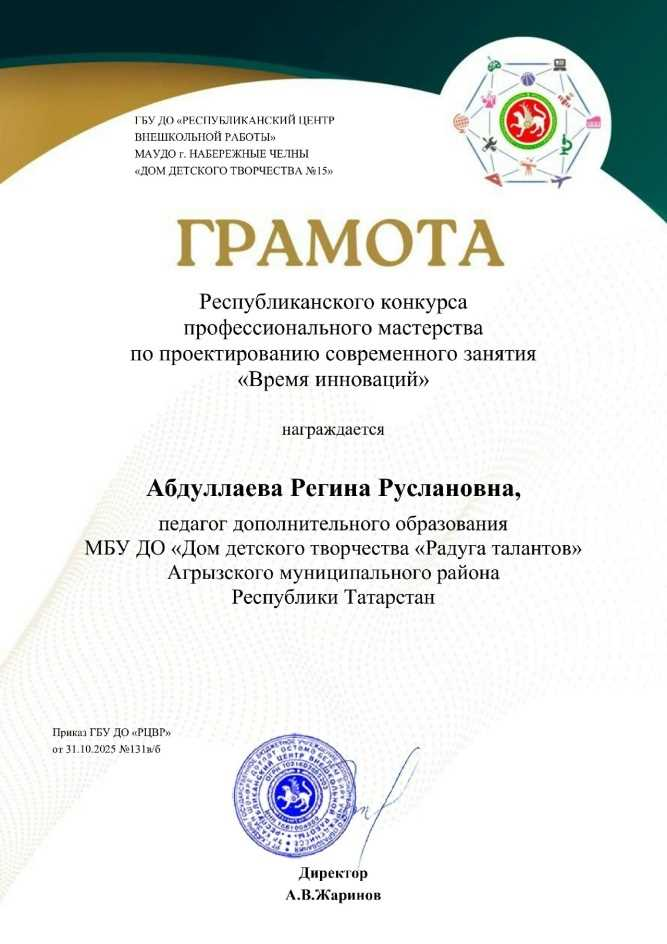 ГБУ ДО «РЕСПУБЛИКАНСКИЙ ЦЕНТР
ВНЕШКОЛЬНОЙ РАБОТЫ»
МАУДО г. НАБЕРЕЖНЫЕ ЧЕЛНЫ
«ДОМ ДЕТСКОГО ТВОРЧЕСТВА №15»
ГРАМОТА
Республиканского конкурса
профессионального мастерства
по проектированию современного занятия
«Время инноваций»
награждается
Абдуллаева Регина Руслановна,
педагог дополнительного образования
МБУ ДО «Дом детского творчества «Радуга талантов»
Агрызского муниципального района
Республики Татарстан
Приказ ГБУ ДО «РЦВР»
от 31.10.2025 №131в/б
Директор
А.В.Жаринов